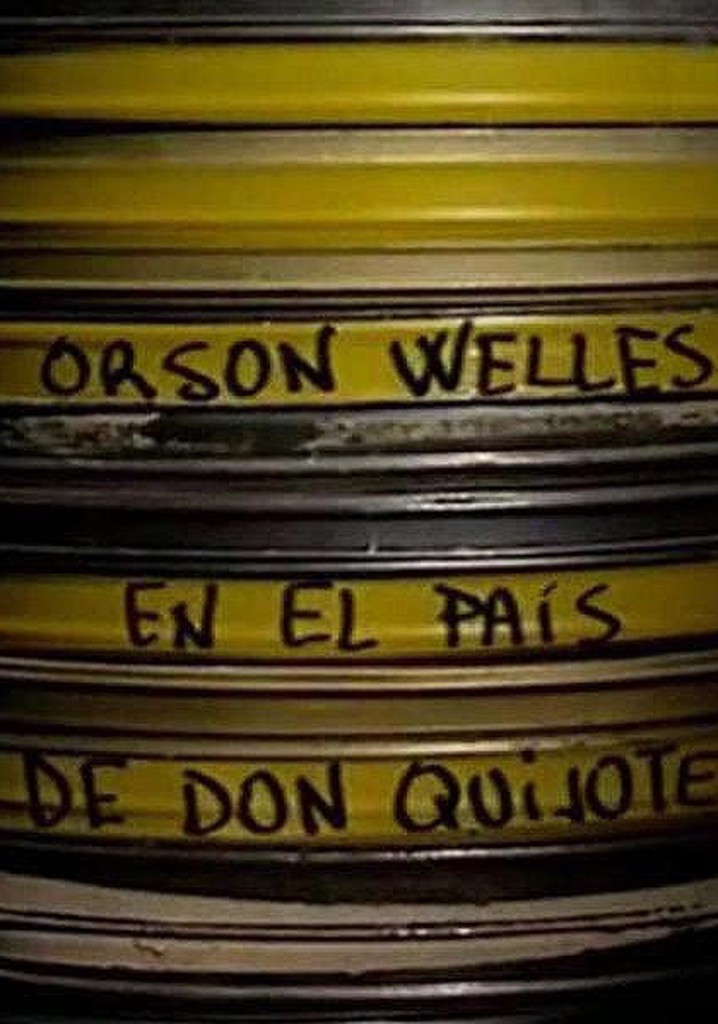 ORSON WELLES
EN EL PAÍS
DE DON QUIJOTE